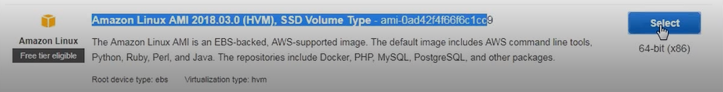 Amazon Linux AMI 2018.03.0 (HVM), SSD Volume Type - ami-0ad42f4f66f6c1cc9
Select
Amazon Linux
The Amazon Linux AMI is an EBS-backed, AWS-supported image. The default image includes AWS command line tools,
64-bit (x86)
Free tier eligible
Python, Ruby, Perl, and Java. The repositories include Docker, PHP, MySQL, PostgreSQL, and other packages.
Root device type: ebs Virtualization type: hvm